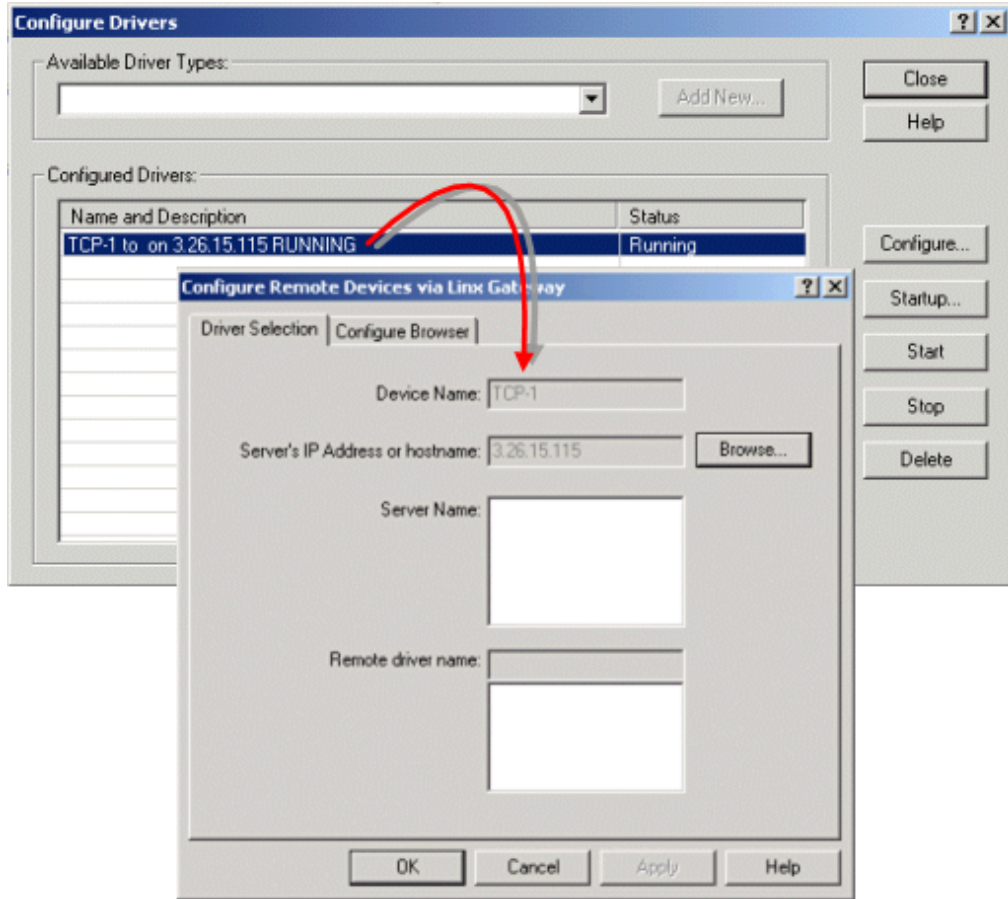 Configure Drivers
Available Driver Types:
Add New...
Close
Help
Configured Drivers:
Name and Description Status
TCP-1 to on 3.26.15.115 RUNNING Running
Configure...
Startup...
Start
Stop
Delete
Configure Remote Devices via Linx Gateway
Driver Selection Configure Browser
Device Name: TCP-1
Server's IP Address or hostname: 3.26.15.115 Browse...
Server Name:
Remote driver name:
OK Cancel Apply Help